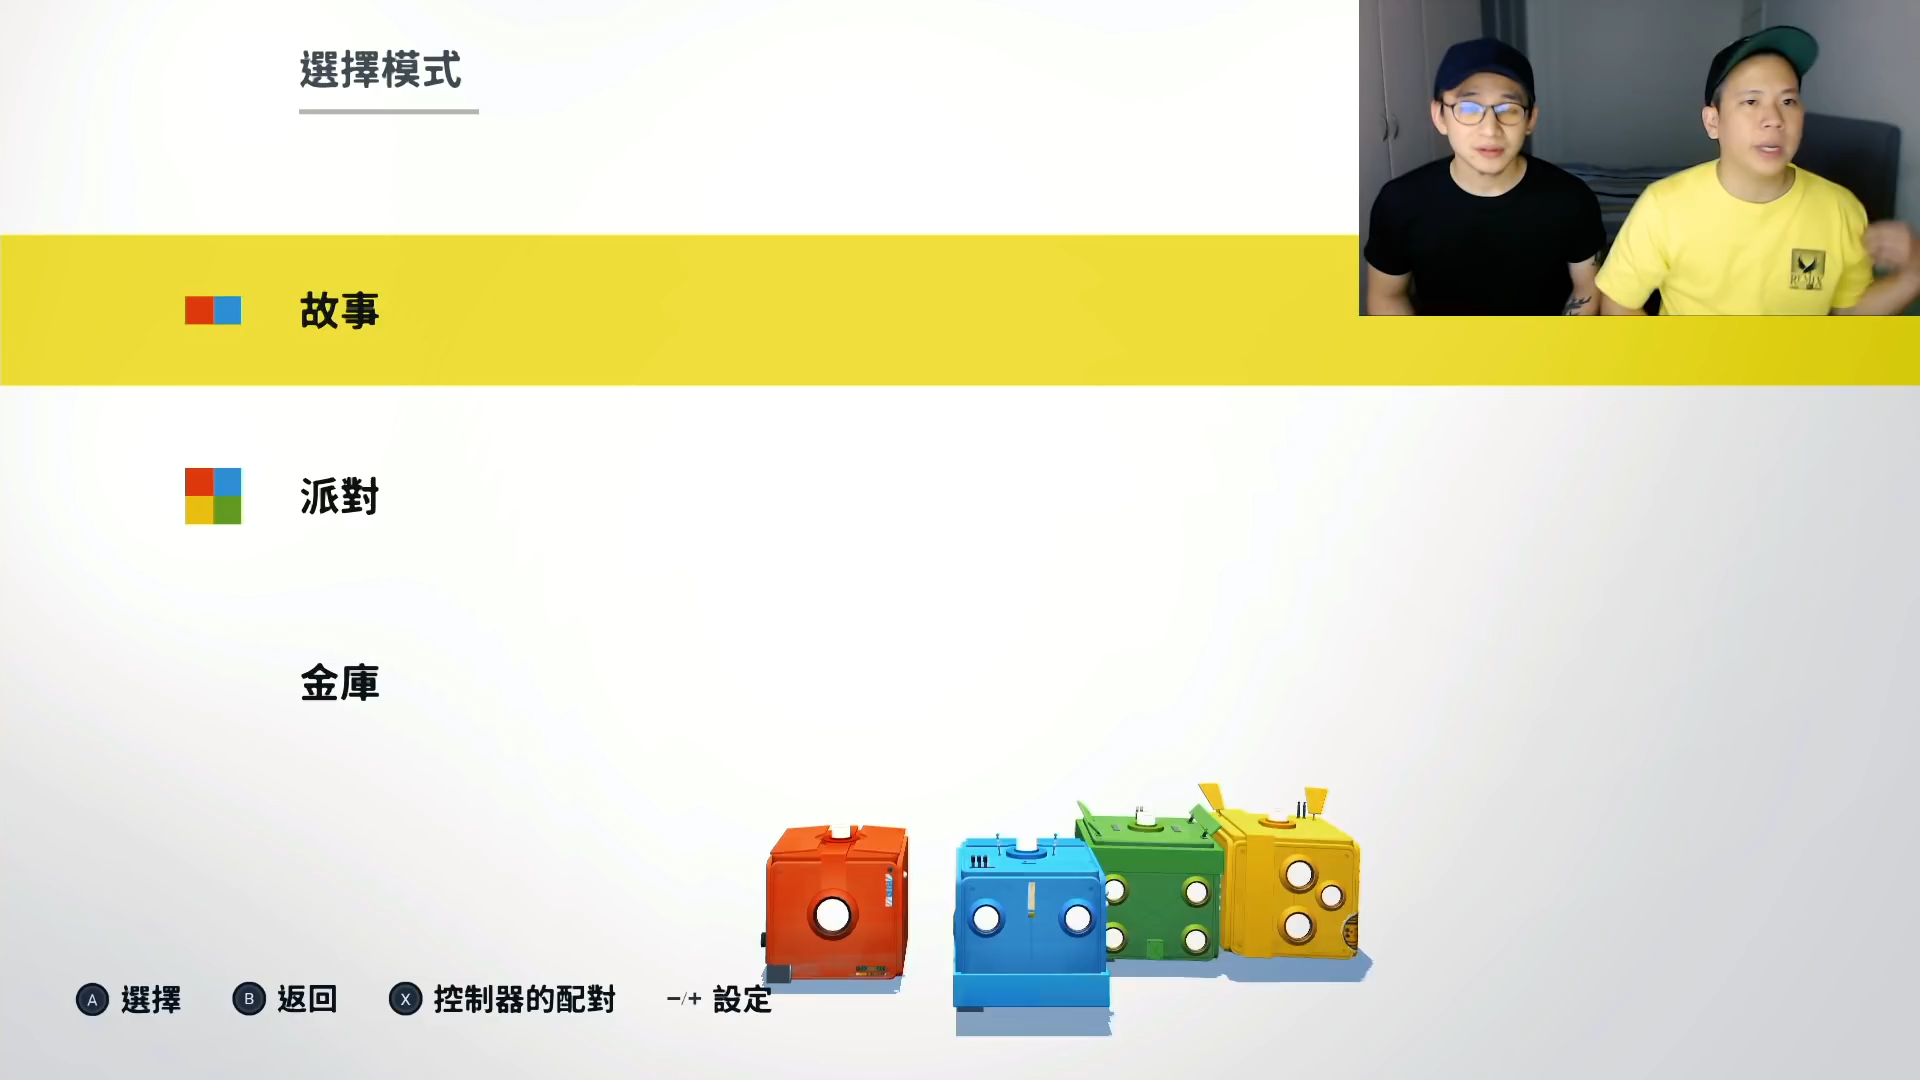 選擇模式
故事
派對
金庫
A 選擇 B 返回 X 控制器的配對 -/+ 設定